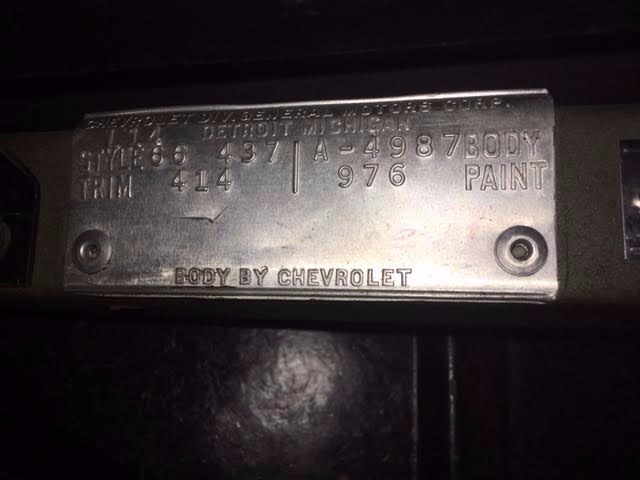 CHEVROLET DIV. GENERAL MOTORS CORP.
L14 DETROIT MICHIGAN
STYLE 66 437 | A-4987 BODY
TRIM 414 | 976 PAINT
BODY BY CHEVROLET